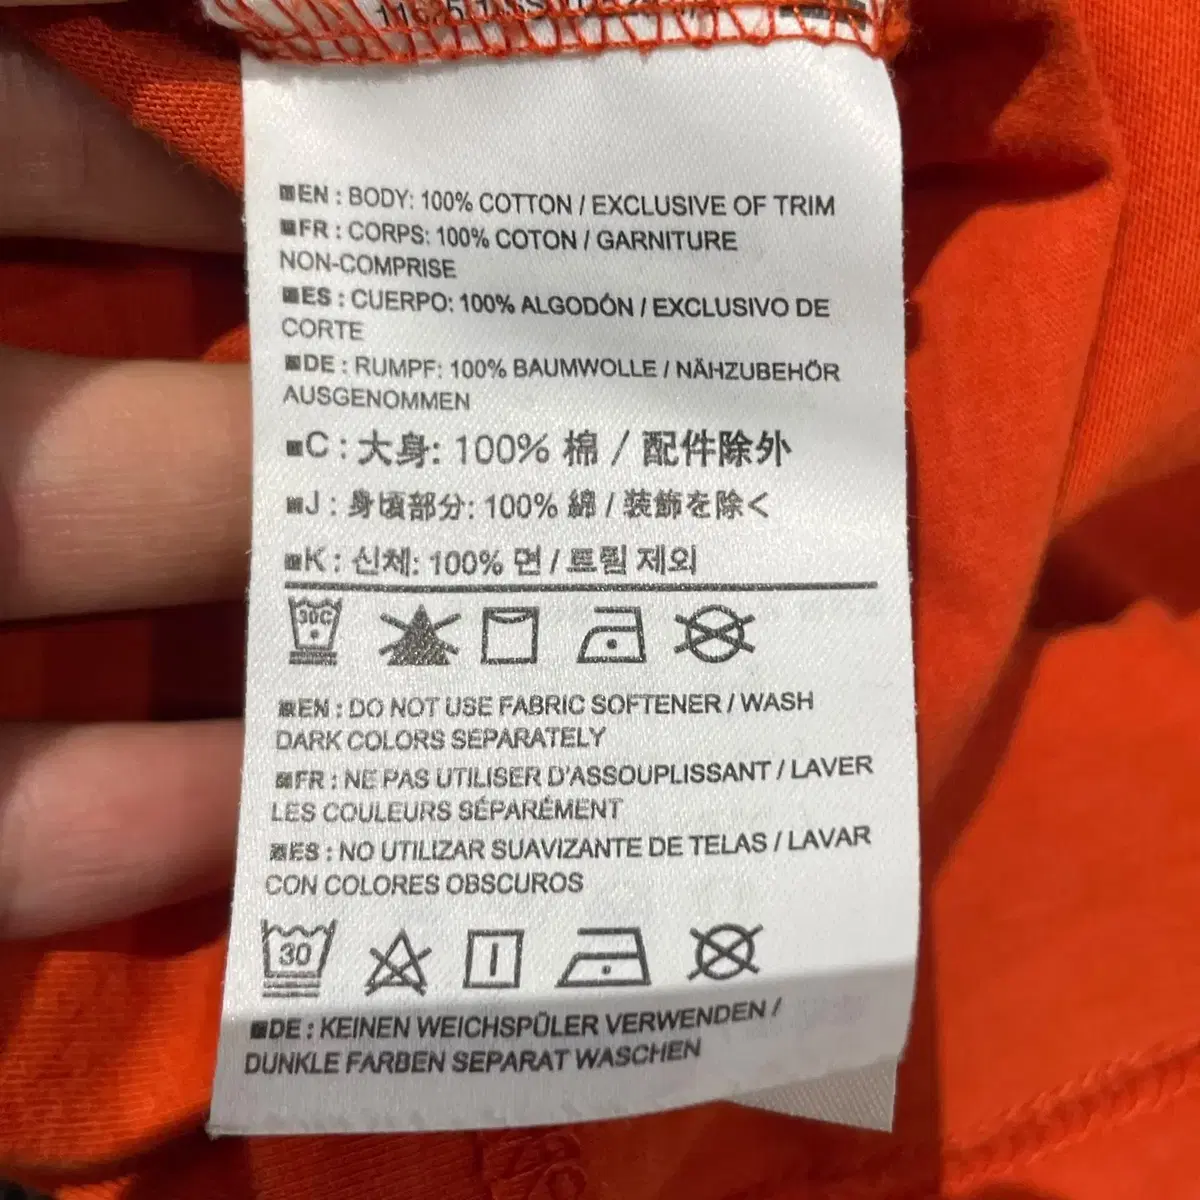 EN : BODY: 100% COTTON / EXCLUSIVE OF TRIM
FR : CORPS: 100% COTON / GARNITURE
NON-COMPRISE
ES : CUERPO: 100% ALGODÓN / EXCLUSIVO DE
CORTE
DE : RUMPF: 100% BAUMWOLLE / NÄHZUBEHÖR
AUSGENOMMEN
C : 大身: 100% 棉 / 配件除外
J : 身頃部分: 100% 綿 / 装飾を除く
K : 신체: 100% 면 / 트림 제외
30C
EN : DO NOT USE FABRIC SOFTENER / WASH
DARK COLORS SEPARATELY
FR : NE PAS UTILISER D'ASSOUPLISSANT / LAVER
LES COULEURS SÉPARÉMENT
ES : NO UTILIZAR SUAVIZANTE DE TELAS / LAVAR
CON COLORES OBSCUROS
30
DE : KEINEN WEICHSPÜLER VERWENDEN /
DUNKLE FARBEN SEPARAT WASCHEN